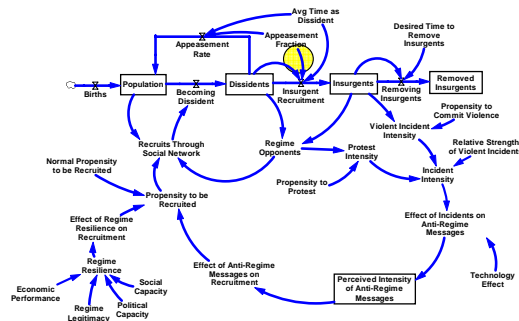 Avg Time as
Dissident
Desired Time to
Remove
Insurgents
Appeasement
Fraction
Appeasement
Rate
Births
Population
Becoming
Dissident
Dissidents
Insurgent
Recruitment
Insurgents
Removing
Insurgents
Removed
Insurgents
Propensity to
Commit Violence
Violent Incident
Intensity
Recruits Through
Social Network
Regime
Opponents
Protest
Intensity
Relative Strength
of Violent Incident
Incident
Intensity
Normal Propensity
to be Recruited
Propensity to
Protest
Propensity to be
Recruited
Effect of Incidents on
Anti-Regime
Messages
Effect of Regime
Resilience on
Recruitment
Technology
Effect
Regime
Resilience
Effect of Anti-Regime
Messages on
Recruitment
Perceived Intensity
of Anti-Regime
Messages
Economic
Performance
Social
Capacity
Political
Capacity
Regime
Legitimacy